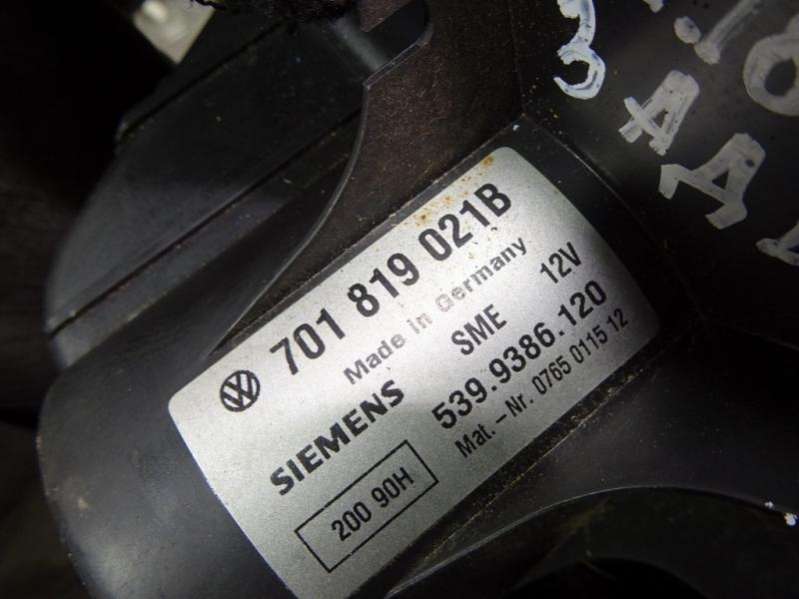 701 819 021B
Made in Germany
SIEMENS SME 12V
539.9386.120
Mat.-Nr. 0765 0115 12
200 90H